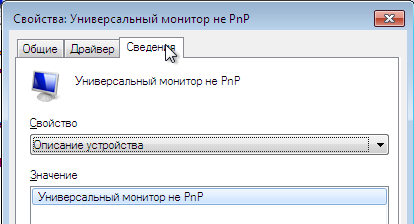 Свойства: Универсальный монитор не PnP
Общие Драйвер Сведения
Универсальный монитор не PnP
Свойство
Описание устройства
Значение
Универсальный монитор не PnP